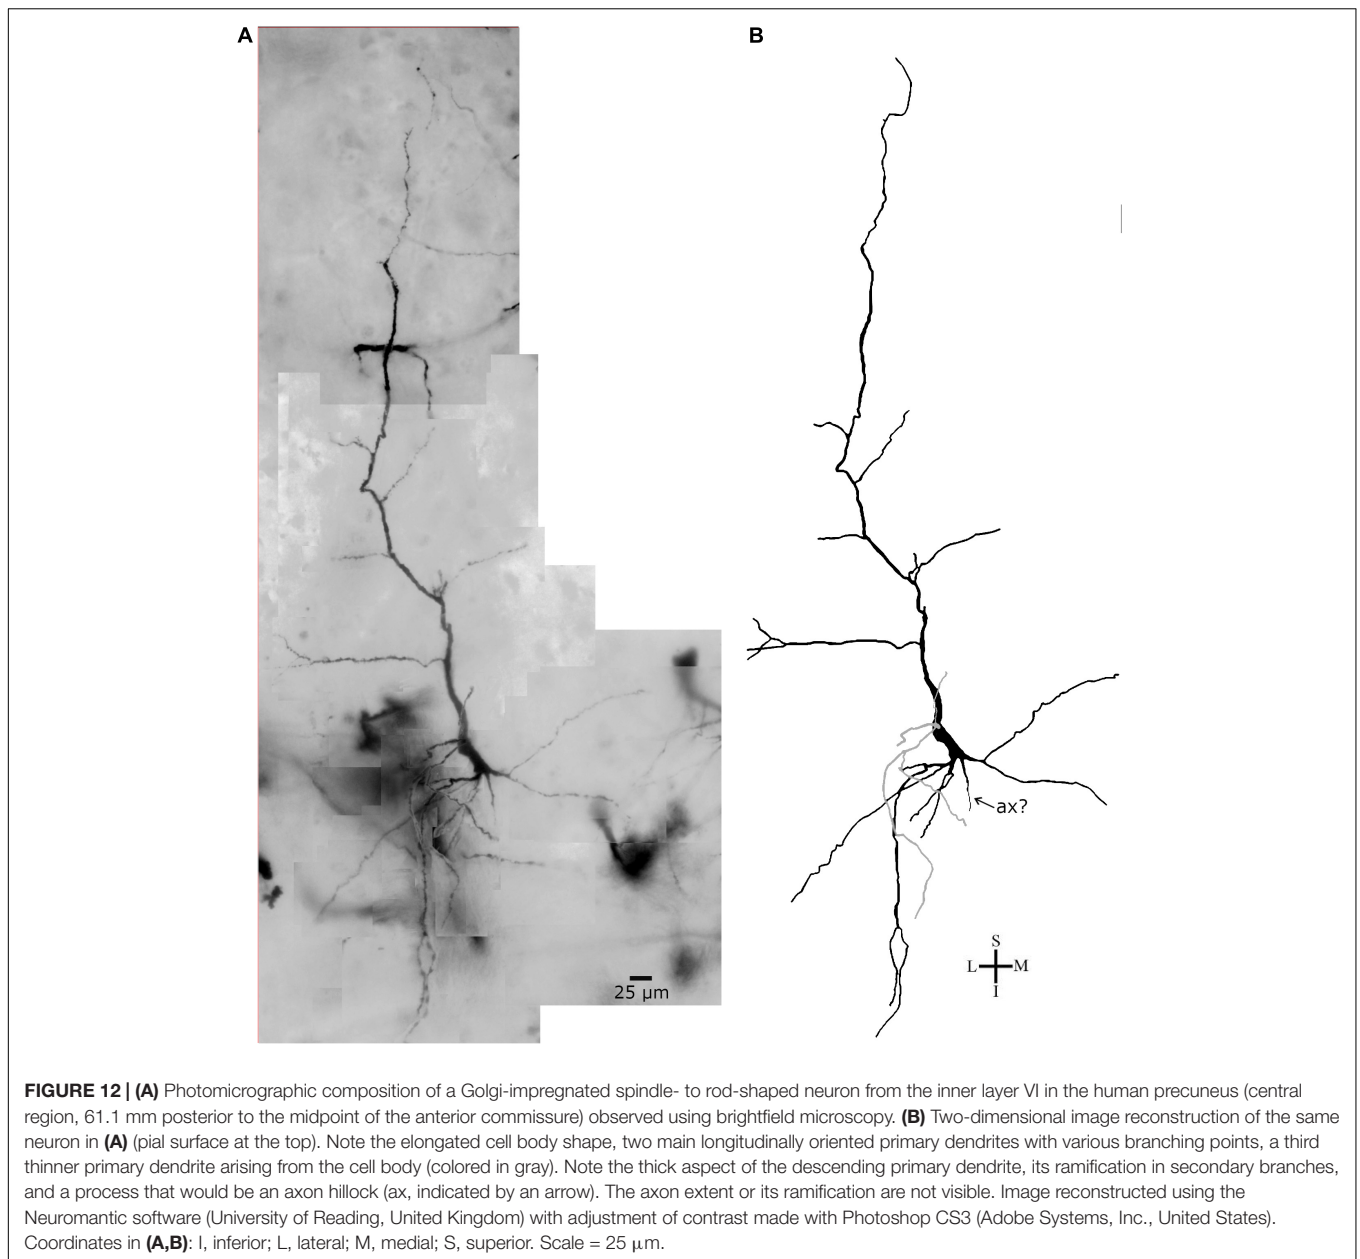 A
B
ax?
S
L
M
I
25 μm
FIGURE 12 | (A) Photomicrographic composition of a Golgi-impregnated spindle- to rod-shaped neuron from the inner layer VI in the human precuneus (central
region, 61.1 mm posterior to the midpoint of the anterior commissure) observed using brightfield microscopy. (B) Two-dimensional image reconstruction of the same
neuron in (A) (pial surface at the top). Note the elongated cell body shape, two main longitudinally oriented primary dendrites with various branching points, a third
thinner primary dendrite arising from the cell body (colored in gray). Note the thick aspect of the descending primary dendrite, its ramification in secondary branches,
and a process that would be an axon hillock (ax, indicated by an arrow). The axon extent or its ramification are not visible. Image reconstructed using the
Neuromantic software (University of Reading, United Kingdom) with adjustment of contrast made with Photoshop CS3 (Adobe Systems, Inc., United States).
Coordinates in (A,B): I, inferior; L, lateral; M, medial; S, superior. Scale = 25 μm.